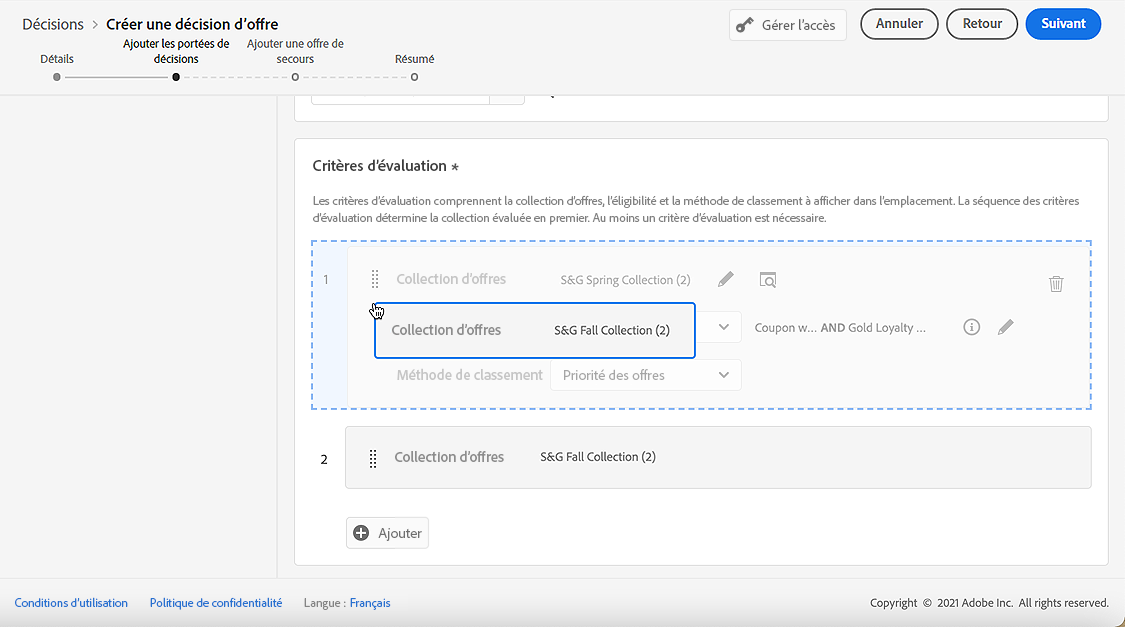 Décisions > Créer une décision d'offre
Gérer l'accès
Annuler
Retour
Suivant
Détails
Ajouter les portées de
décisions
Ajouter une offre de
secours
Résumé
Critères d'évaluation *
Les critères d'évaluation comprennent la collection d'offres, l'éligibilité et la méthode de classement à afficher dans l'emplacement. La séquence des critères
d'évaluation détermine la collection évaluée en premier. Au moins un critère d'évaluation est nécessaire.
1
Collection d'offres
S&G Spring Collection (2)
Collection d'offres
S&G Fall Collection (2)
Coupon w... AND Gold Loyalty ...
Méthode de classement
Priorité des offres
2
Collection d'offres
S&G Fall Collection (2)
Ajouter
Conditions d'utilisation
Politique de confidentialité
Langue : Français
Copyright © 2021 Adobe Inc. All rights reserved.